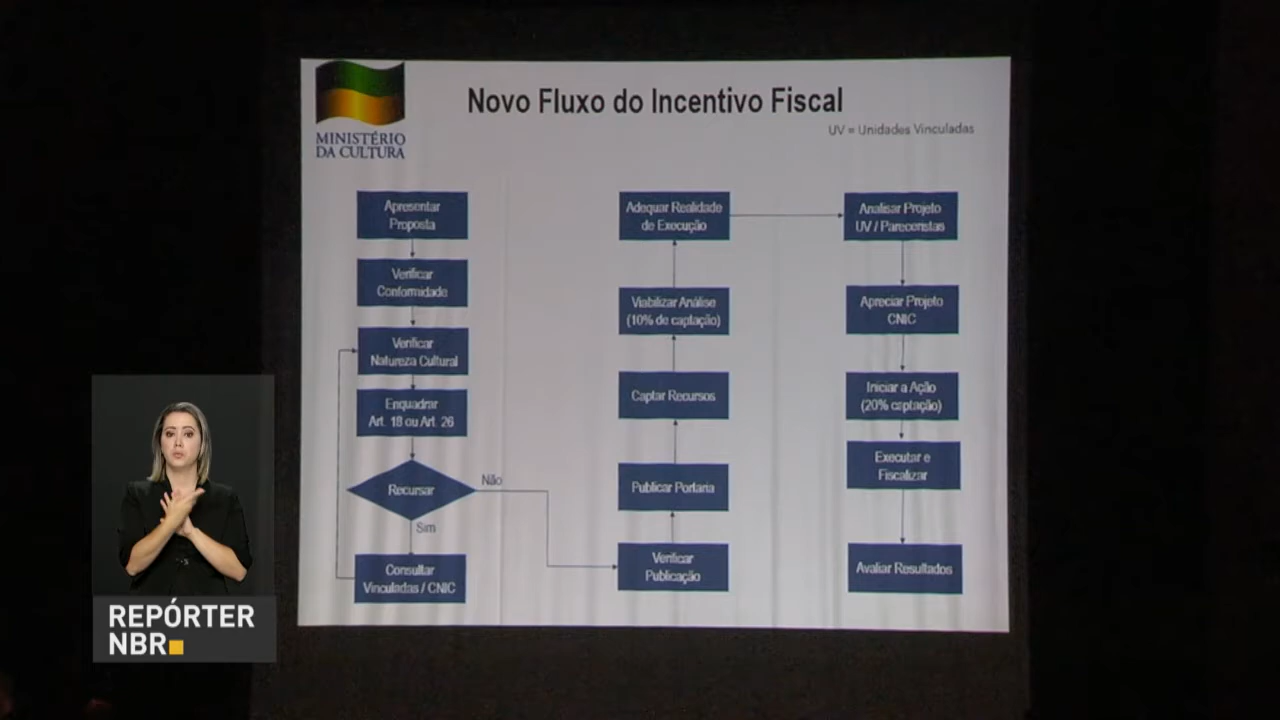 MINISTÉRIO
DA CULTURA
Novo Fluxo do Incentivo Fiscal
UV = Unidades Vinculadas
Apresentar
Proposta
Verificar
Conformidade
Verificar
Natureza Cultural
Enquadrar
Art. 18 ou Art. 26
Recursar
Não
Sim
Consultar
Vinculadas / CNIC
Adequar Realidade
de Execução
Viabilizar Análise
(10% de captação)
Captar Recursos
Publicar Portaria
Verificar
Publicação
Analisar Projeto
UV / Pareceristas
Apreciar Projeto
CNIC
Iniciar a Ação
(20% captação)
Executar e
Fiscalizar
Avaliar Resultados
REPÓRTER
NBR